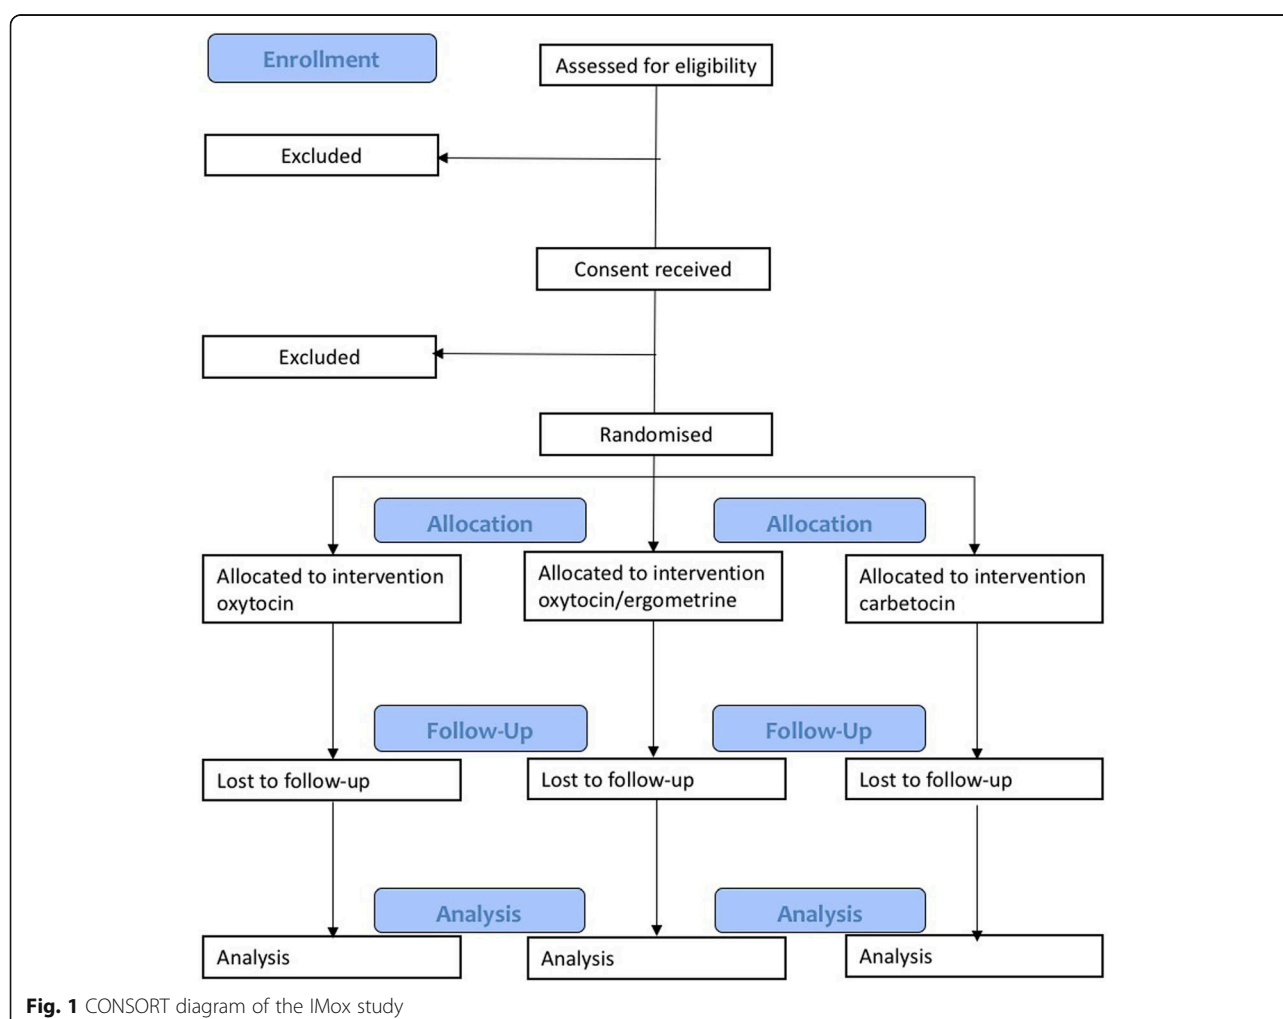 Enrollment
Assessed for eligibility
Excluded
Consent received
Excluded
Randomised
Allocation
Allocation
Allocated to intervention
oxytocin
Allocated to intervention
oxytocin/ergometrine
Allocated to intervention
carbetocin
Follow-Up
Follow-Up
Lost to follow-up
Lost to follow-up
Lost to follow-up
Analysis
Analysis
Analysis
Analysis
Analysis
Fig. 1 CONSORT diagram of the IMox study